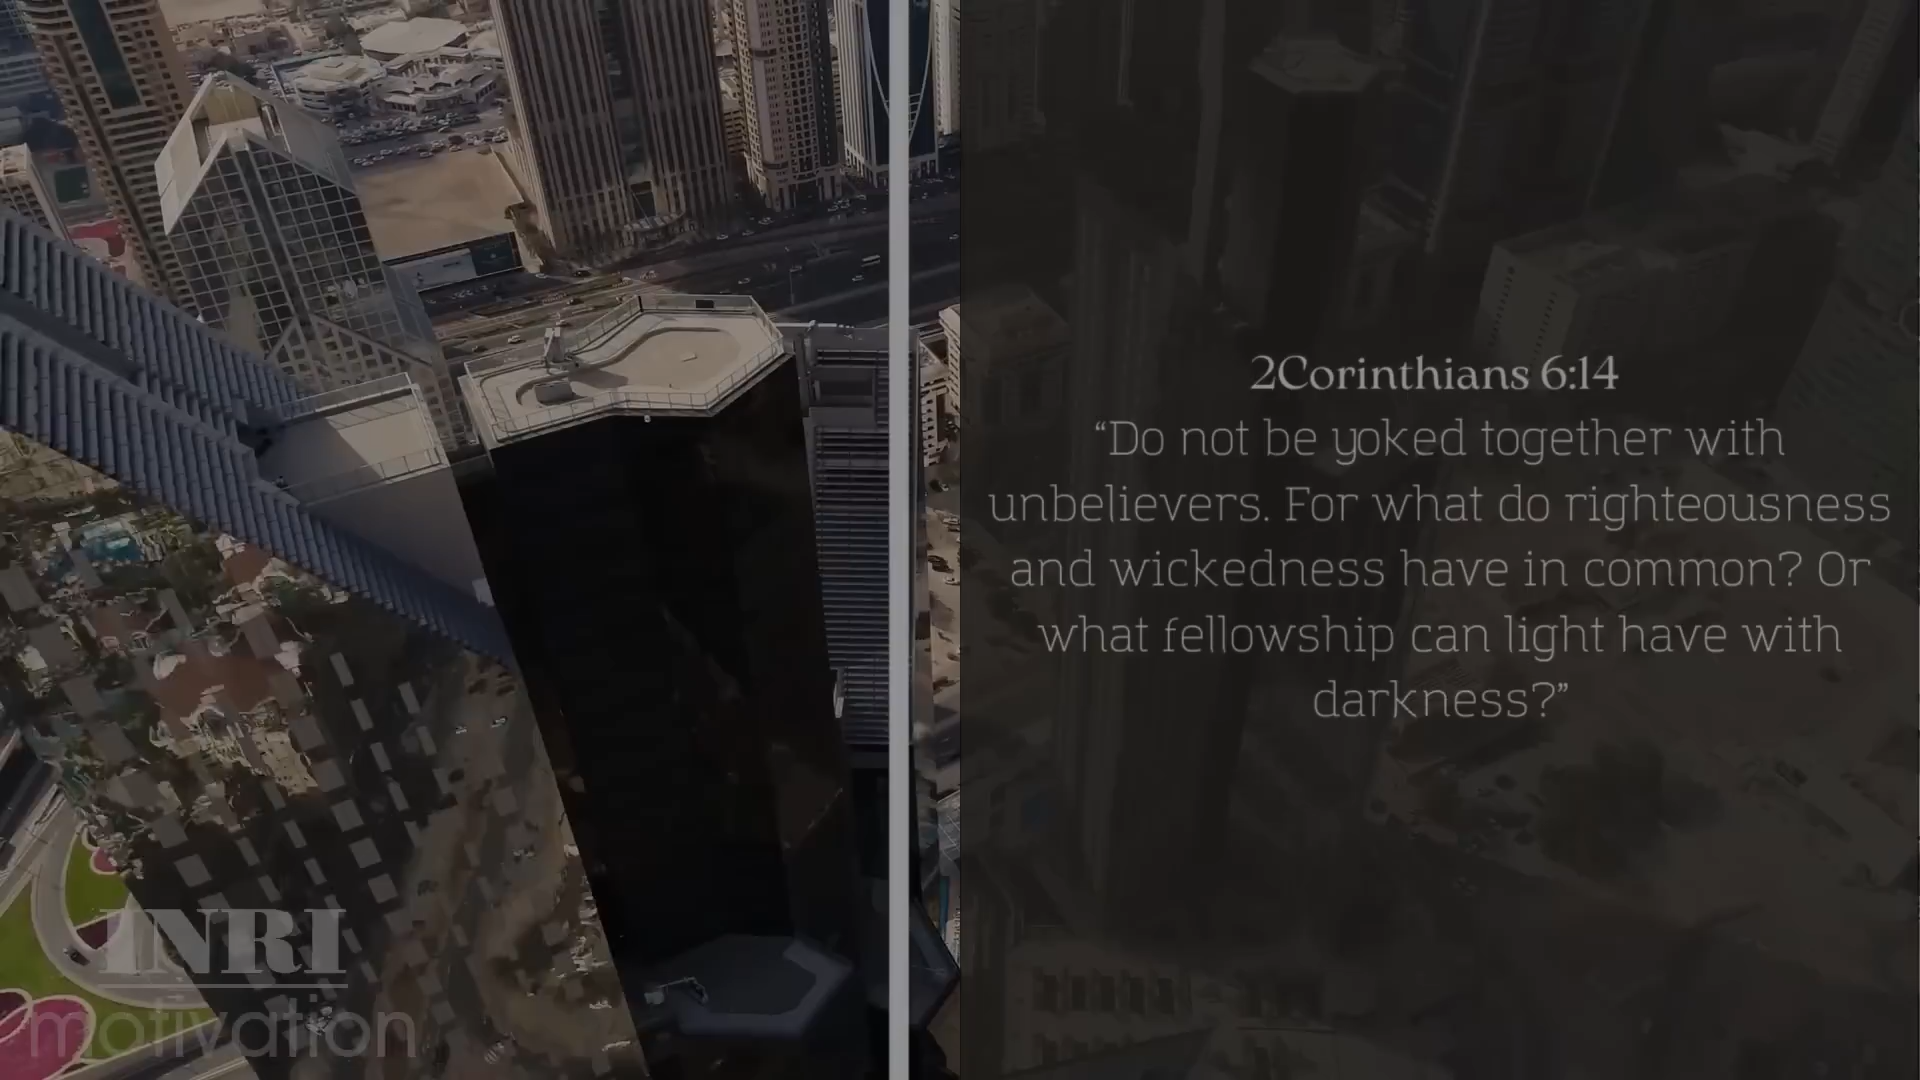 2Corinthians 6:14
“Do not be yoked together with
unbelievers. For what do righteousness
and wickedness have in common? Or
what fellowship can light have with
darkness?”
INRI
motivation